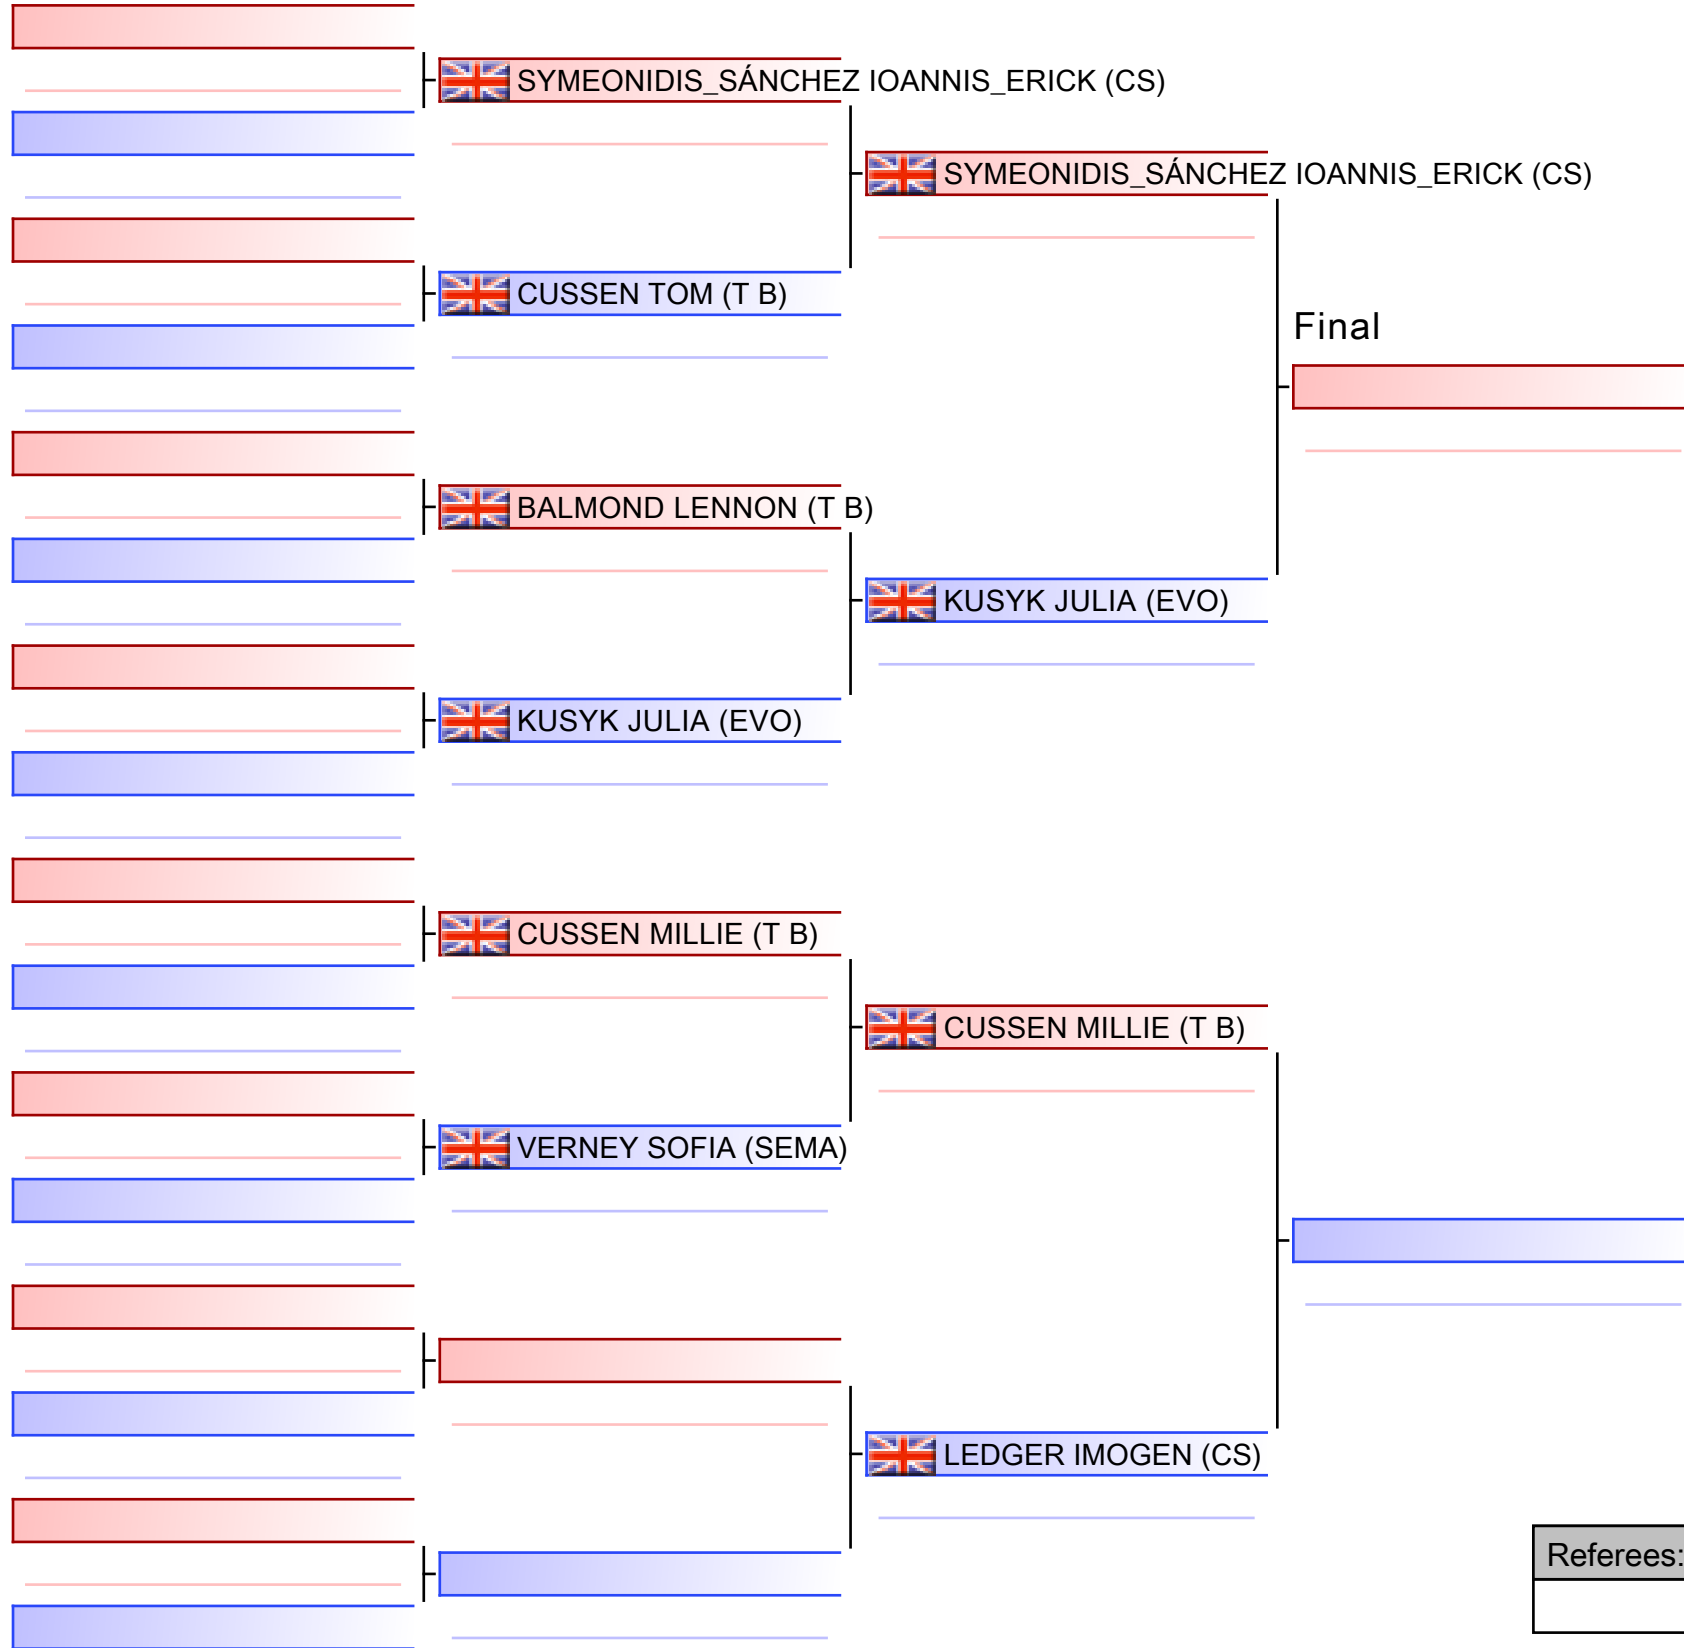 SYMEONIDIS_SÁNCHEZ IOANNIS_ERICK (CS)
SYMEONIDIS_SÁNCHEZ IOANNIS_ERICK (CS)
CUSSEN TOM (T B)
Final
BALMOND LENNON (T B)
KUSYK JULIA (EVO)
KUSYK JULIA (EVO)
CUSSEN MILLIE (T B)
CUSSEN MILLIE (T B)
VERNEY SOFIA (SEMA)
LEDGER IMOGEN (CS)
Referees: